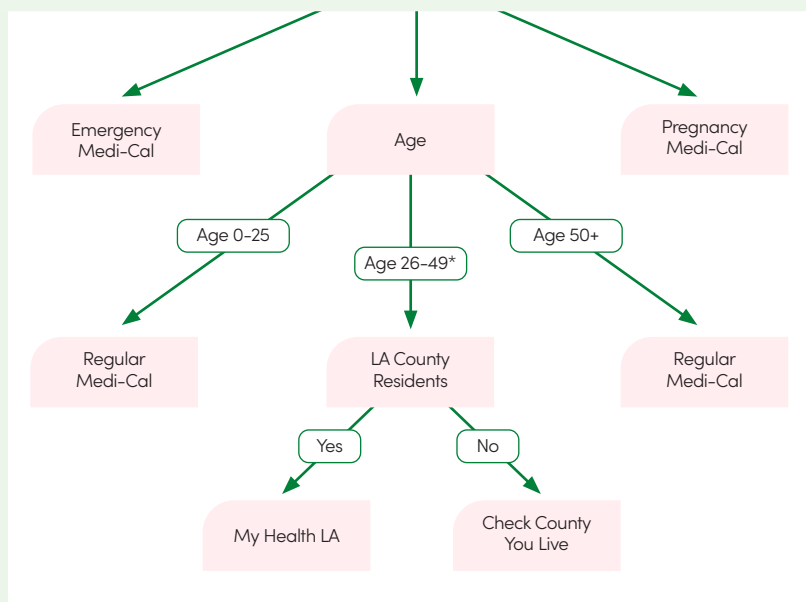 Emergency
Medi-Cal
Age
Pregnancy
Medi-Cal
Age 0-25
Age 26-49*
Age 50+
Regular
Medi-Cal
LA County
Residents
Regular
Medi-Cal
Yes
No
My Health LA
Check County
You Live